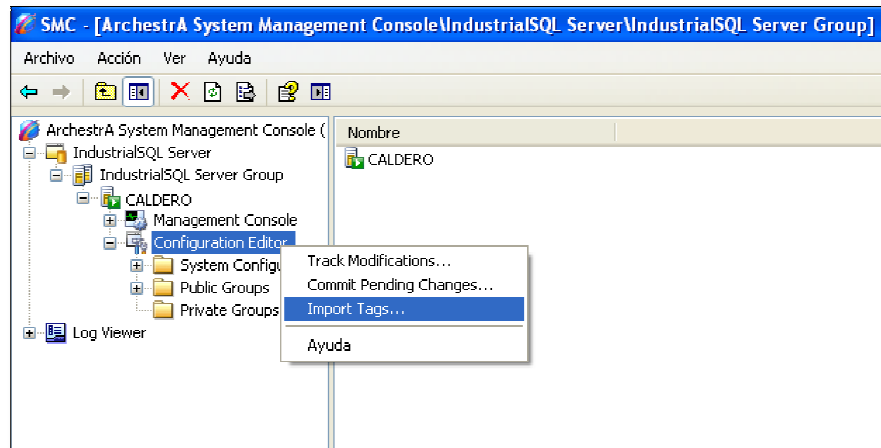 SMC - [ArchestrA System Management Console\IndustrialSQL Server\IndustrialSQL Server Group]
Archivo Acción Ver Ayuda
ArchestrA System Management Console (
Nombre
IndustrialSQL Server
CALDERO
IndustrialSQL Server Group
CALDERO
Management Console
Configuration Editor
Track Modifications...
System Configu
Commit Pending Changes...
Public Groups
Import Tags...
Private Groups
Log Viewer
Ayuda